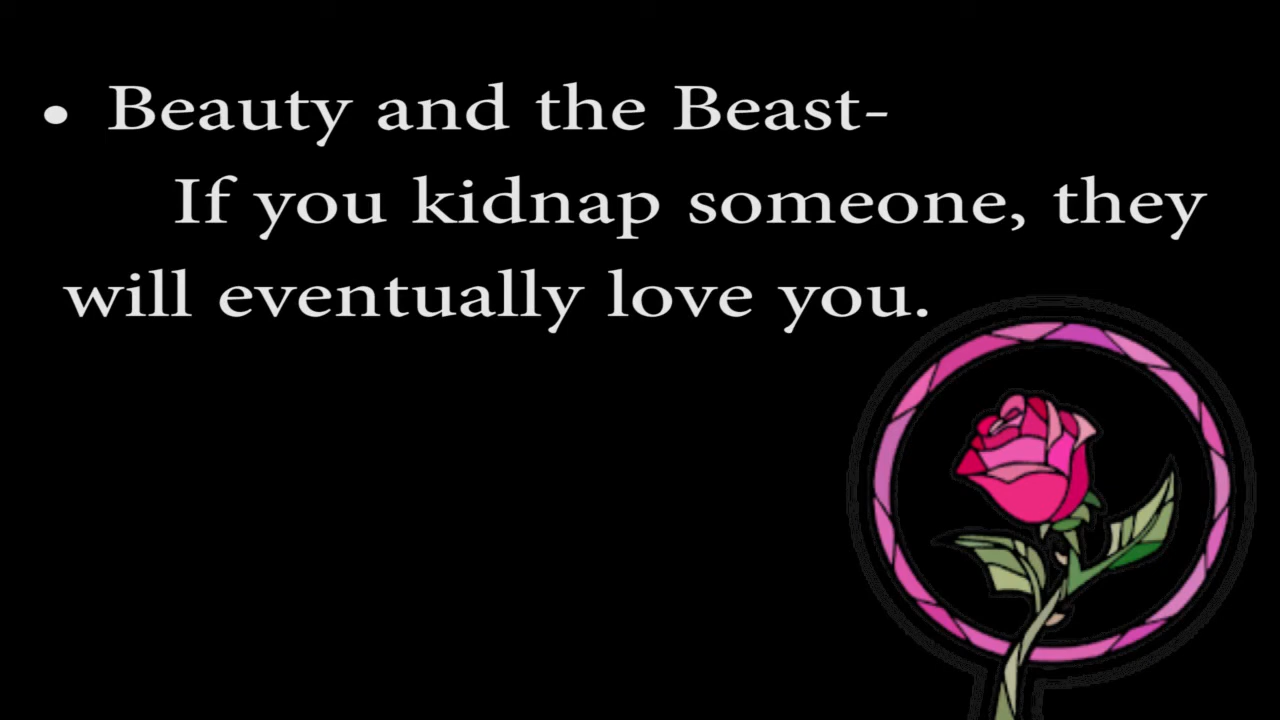 • Beauty and the Beast-
If you kidnap someone, they
will eventually love you.